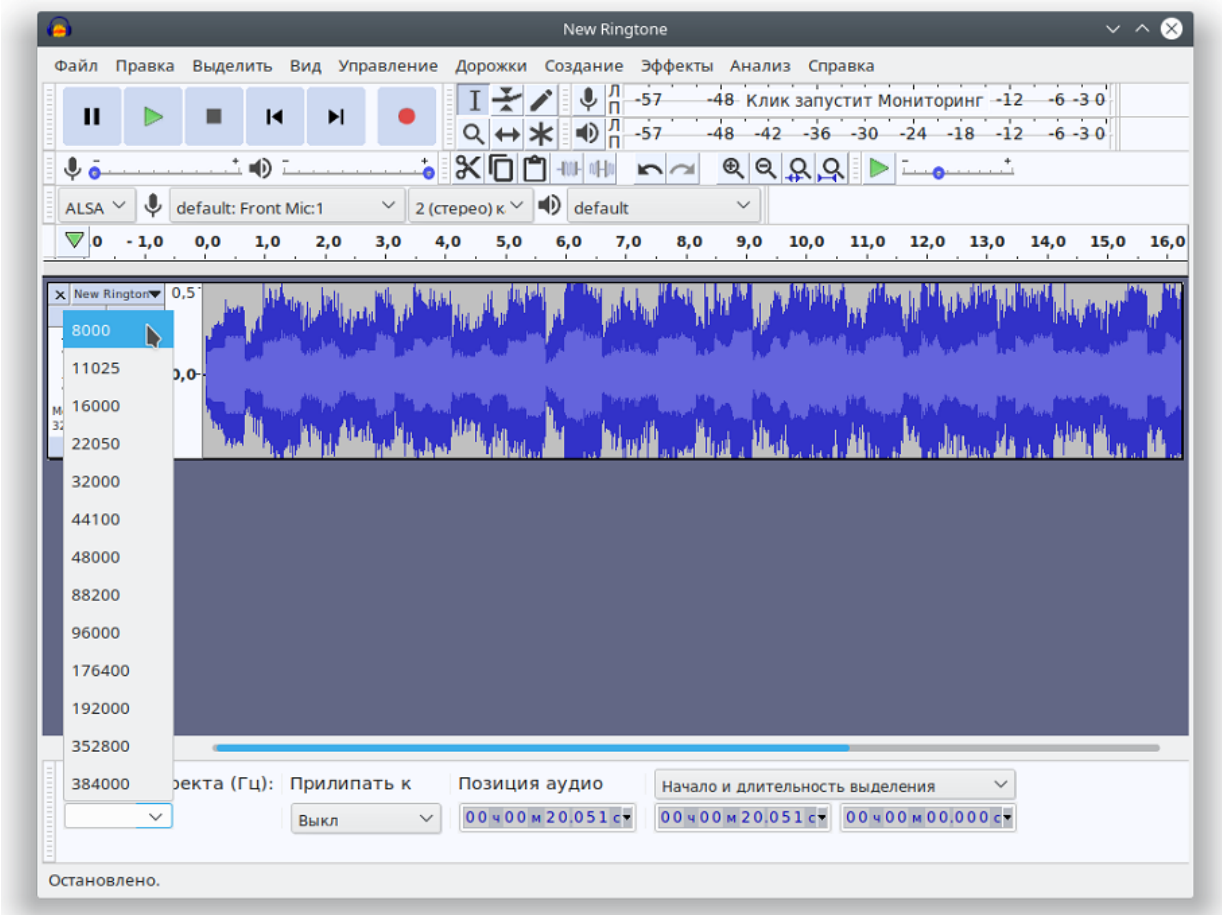 New Ringtone
Файл Правка Выделить Вид Управление Дорожки Создание Эффекты Анализ Справка
Л П -57 -48 Клик запустит Мониторинг -12 -6 -3 0
Л П -57 -48 -42 -36 -30 -24 -18 -12 -6 -3 0
ALSA default: Front Mic:1 2 (стерео) к default
,0 - 1,0 0,0 1,0 2,0 3,0 4,0 5,0 6,0 7,0 8,0 9,0 10,0 11,0 12,0 13,0 14,0 15,0 16,0
x New Rington 0,5
8000
11025
0,0
16000
22050
32000
44100
48000
88200
96000
176400
192000
352800
384000
екта (Гц): Прилипать к Позиция аудио Начало и длительность выделения
Выкл 00 ч 00 м 20.051 с 00 ч 00 м 20.051 с 00 ч 00 м 00.000 с
Остановлено.